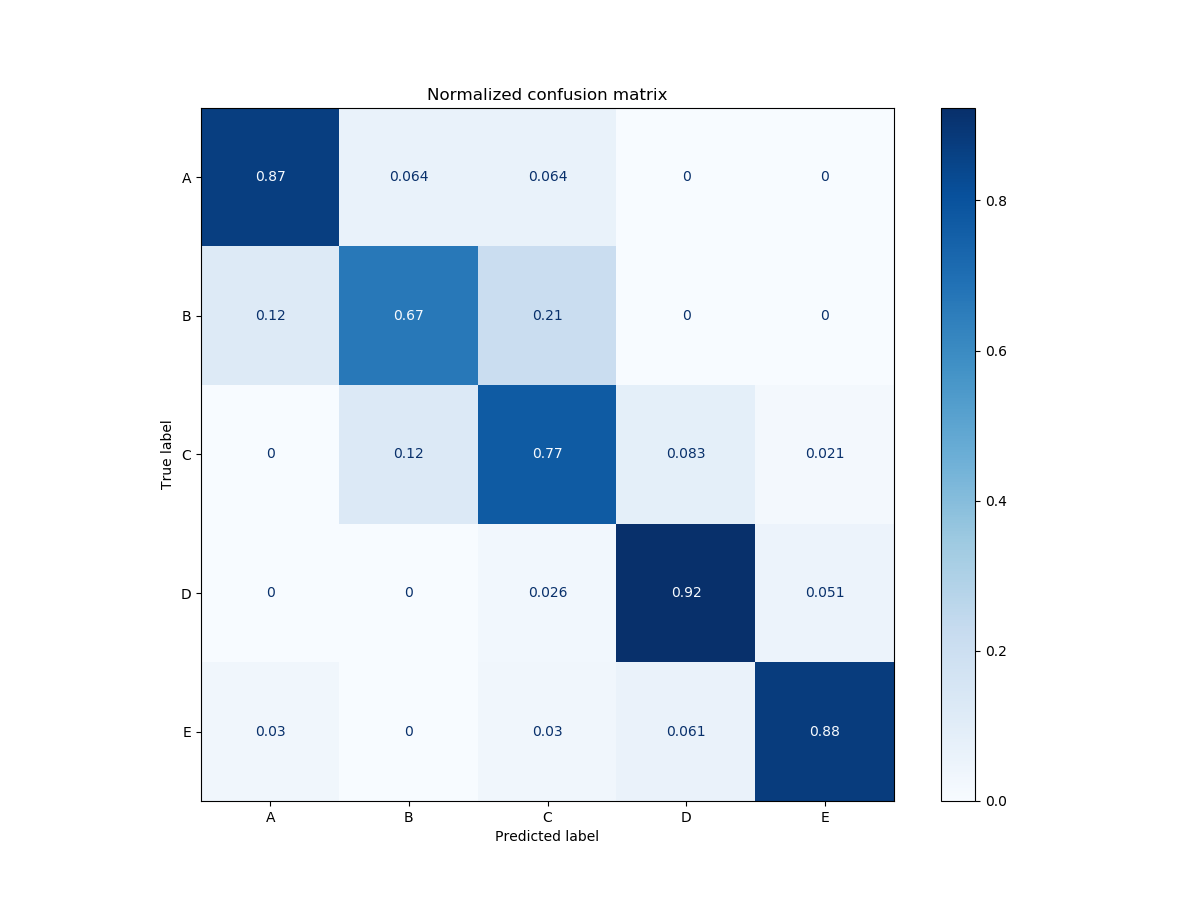 Normalized confusion matrix
A 0.87 0.064 0.064 0 0
B 0.12 0.67 0.21 0 0
C 0 0.12 0.77 0.083 0.021
D 0 0 0.026 0.92 0.051
E 0.03 0 0.03 0.061 0.88
A B C D E
Predicted label
True label
0.8
0.6
0.4
0.2
0.0